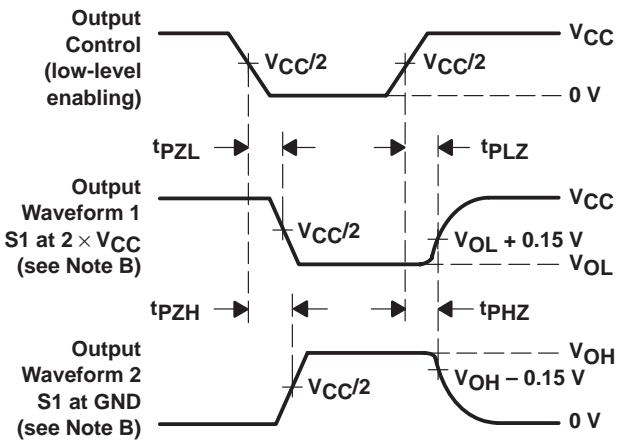 Output
Control
(low-level
enabling)
VCC
VCC/2
VCC/2
0 V
tPZL
tPLZ
Output
Waveform 1
S1 at 2 × VCC
(see Note B)
VCC
VCC/2
VOL + 0.15 V
VOL
tPZH
tPHZ
Output
Waveform 2
S1 at GND
(see Note B)
VOH
VCC/2
VOH – 0.15 V
0 V